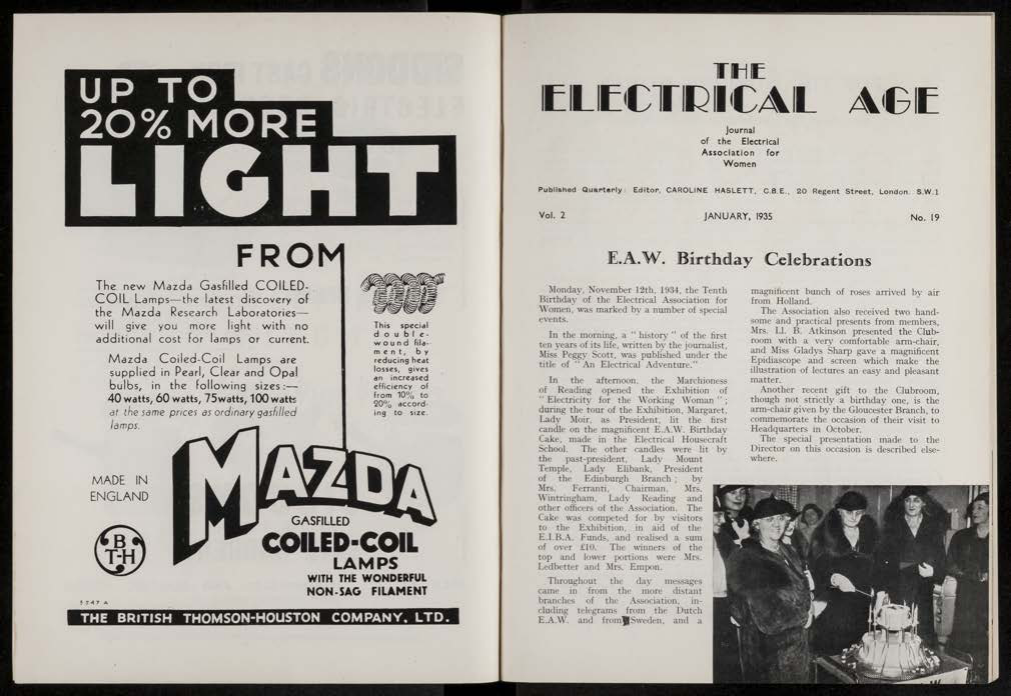 UP TO
20% MORE
LIGHT
FROM
The new Mazda Gasfilled COILED-
COIL Lamps—the latest discovery of
the Mazda Research Laboratories—
will give you more light with no
additional cost for lamps or current.
Mazda Coiled-Coil Lamps are
supplied in Pearl, Clear and Opal
bulbs, in the following sizes:—
40 watts, 60 watts, 75watts, 100 watts
at the same prices as ordinary gasfilled
lamps.
This special
double-
wound fila-
ment, by
reducing heat
losses, gives
an increased
efficiency of
from 10% to
20% accord-
ing to size.
MADE IN
ENGLAND
MAZDA
GASFILLED
COILED-COIL
LAMPS
WITH THE WONDERFUL
NON-SAG FILAMENT
B
T-H
5747 A
THE BRITISH THOMSON-HOUSTON COMPANY, LTD.
THE
ELECTRICAL AGE
Journal
of the Electrical
Association for
Women
Published Quarterly: Editor, CAROLINE HASLETT, C.B.E., 20 Regent Street, London. S.W.1
Vol. 2 JANUARY, 1935 No. 19
E.A.W. Birthday Celebrations
Monday, November 12th, 1934, the Tenth
Birthday of the Electrical Association for
Women, was marked by a number of special
events.
In the morning, a "history" of the first
ten years of its life, written by the journalist,
Miss Peggy Scott, was published under the
title of "An Electrical Adventure."
In the afternoon, the Marchioness
of Reading opened the Exhibition of
"Electricity for the Working Woman";
during the tour of the Exhibition, Margaret,
Lady Moir, as President, lit the first
candle on the magnificent E.A.W. Birthday
Cake, made in the Electrical Housecraft
School. The other candles were lit by
the past-president, Lady Mount
Temple, Lady Elibank, President
of the Edinburgh Branch; by
Mrs. Ferranti, Chairman, Mrs.
Wintringham, Lady Reading and
other officers of the Association. The
Cake was competed for by visitors
to the Exhibition, in aid of the
E.I.B.A. Funds, and realised a sum
of over £10. The winners of the
top and lower portions were Mrs.
Ledbetter and Mrs. Empon.
Throughout the day messages
came in from the more distant
branches of the Association, in-
cluding telegrams from the Dutch
E.A.W. and from Sweden, and a
magnificent bunch of roses arrived by air
from Holland.
The Association also received two hand-
some and practical presents from members,
Mrs. Ll. B. Atkinson presented the Club-
room with a very comfortable arm-chair,
and Miss Gladys Sharp gave a magnificent
Epidiascope and screen which make the
illustration of lectures an easy and pleasant
matter.
Another recent gift to the Clubroom,
though not strictly a birthday one, is the
arm-chair given by the Gloucester Branch, to
commemorate the occasion of their visit to
Headquarters in October.
The special presentation made to the
Director on this occasion is described else-
where.